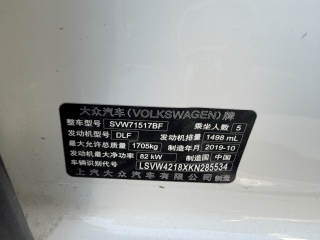 大众汽车(VOLKSWAGEN)牌
整车型号 SVW71517BF 乘坐人数 5
发动机型号 DLF 发动机排量 1498 mL
最大允许总质量 1705kg 制造年月 2019-10
发动机最大净功率 82 kW 制造国 中国
车辆识别代号 LSVW4218XKN285534
上汽大众汽车有限公司 制造